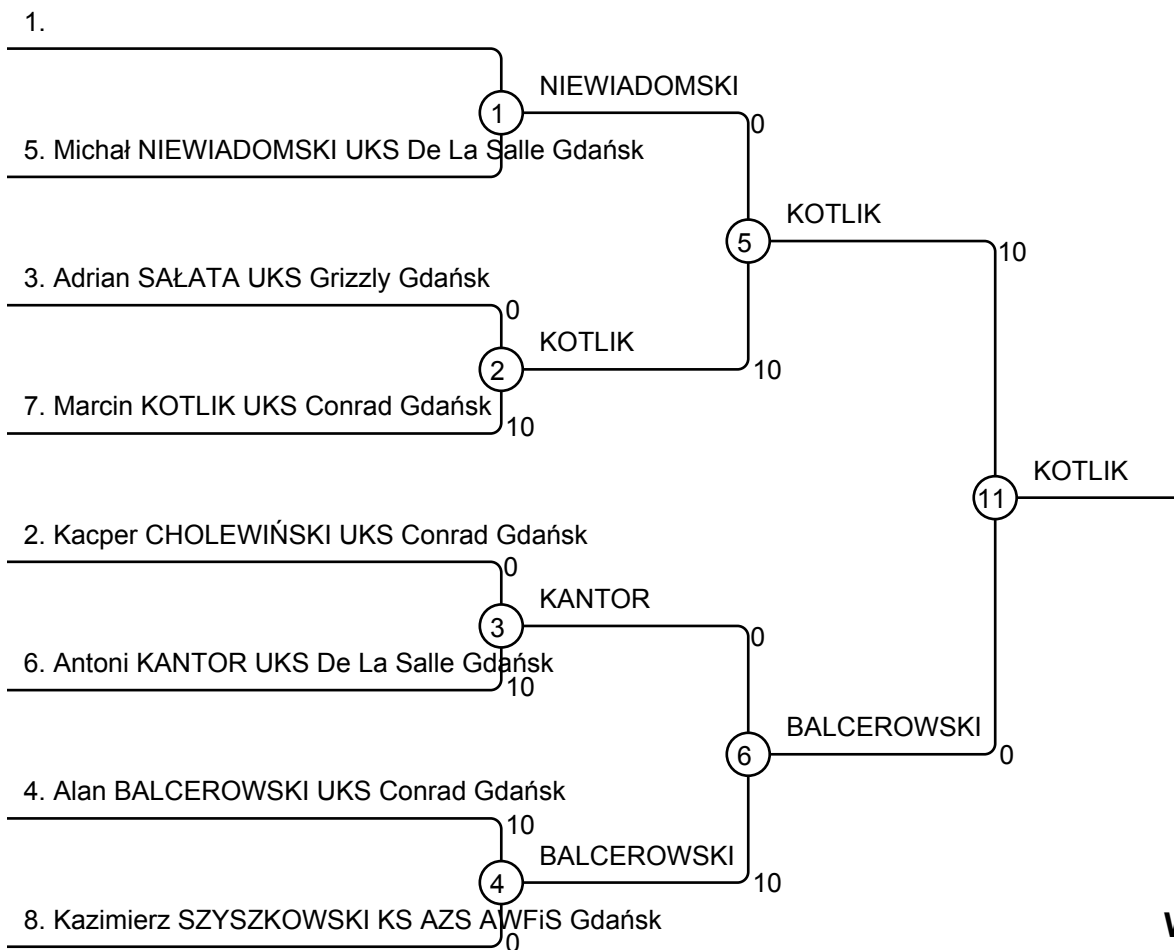 1.
NIEWIADOMSKI
1
0
5. Michał NIEWIADOMSKI UKS De La Salle Gdańsk
KOTLIK
5
10
3. Adrian SAŁATA UKS Grizzly Gdańsk
0
KOTLIK
2
10
7. Marcin KOTLIK UKS Conrad Gdańsk
10
KOTLIK
11
2. Kacper CHOLEWIŃSKI UKS Conrad Gdańsk
0
KANTOR
3
0
6. Antoni KANTOR UKS De La Salle Gdańsk
10
BALCEROWSKI
6
0
4. Alan BALCEROWSKI UKS Conrad Gdańsk
10
BALCEROWSKI
4
10
8. Kazimierz SZYSZKOWSKI KS AZS AWFiS Gdańsk
0